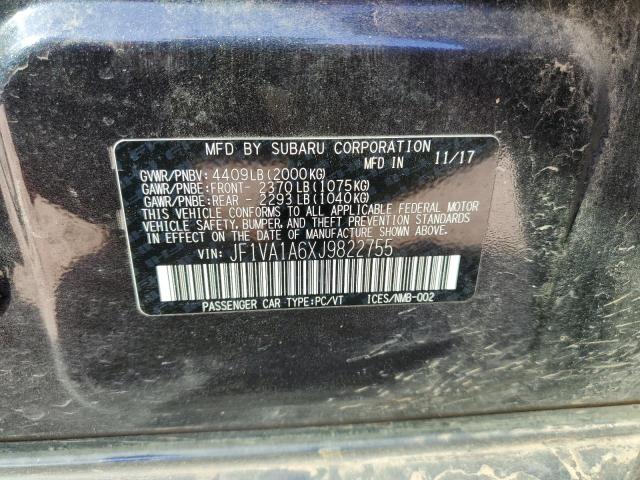 MFD BY SUBARU CORPORATION
MFD IN 11/17
GVWR/PNBV: 4409LB(2000KG)
GAWR/PNBE:FRONT- 2370LB(1075KG)
GAWR/PNBE:REAR - 2293LB(1040KG)
THIS VEHICLE CONFORMS TO ALL APPLICABLE FEDERAL MOTOR
VEHICLE SAFETY, BUMPER, AND THEFT PREVENTION STANDARDS
IN EFFECT ON THE DATE OF MANUFACTURE SHOWN ABOVE.
VIN: JF1VA1A6XJ9822755
PASSENGER CAR TYPE:PC/VT ICES/NMB-002